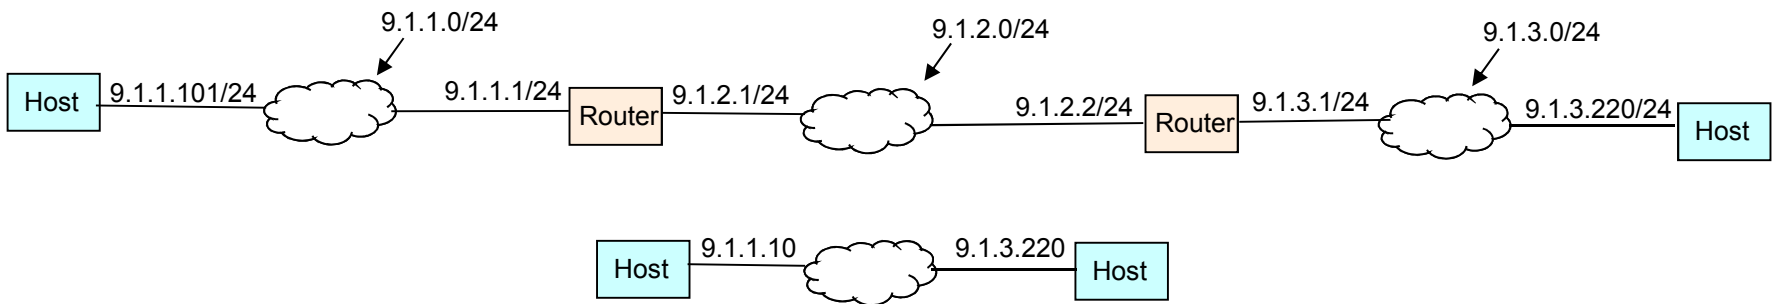 9.1.1.0/24
9.1.2.0/24
9.1.3.0/24
Host
9.1.1.101/24
9.1.1.1/24
Router
9.1.2.1/24
9.1.2.2/24
Router
9.1.3.1/24
9.1.3.220/24
Host
Host
9.1.1.10
9.1.3.220
Host